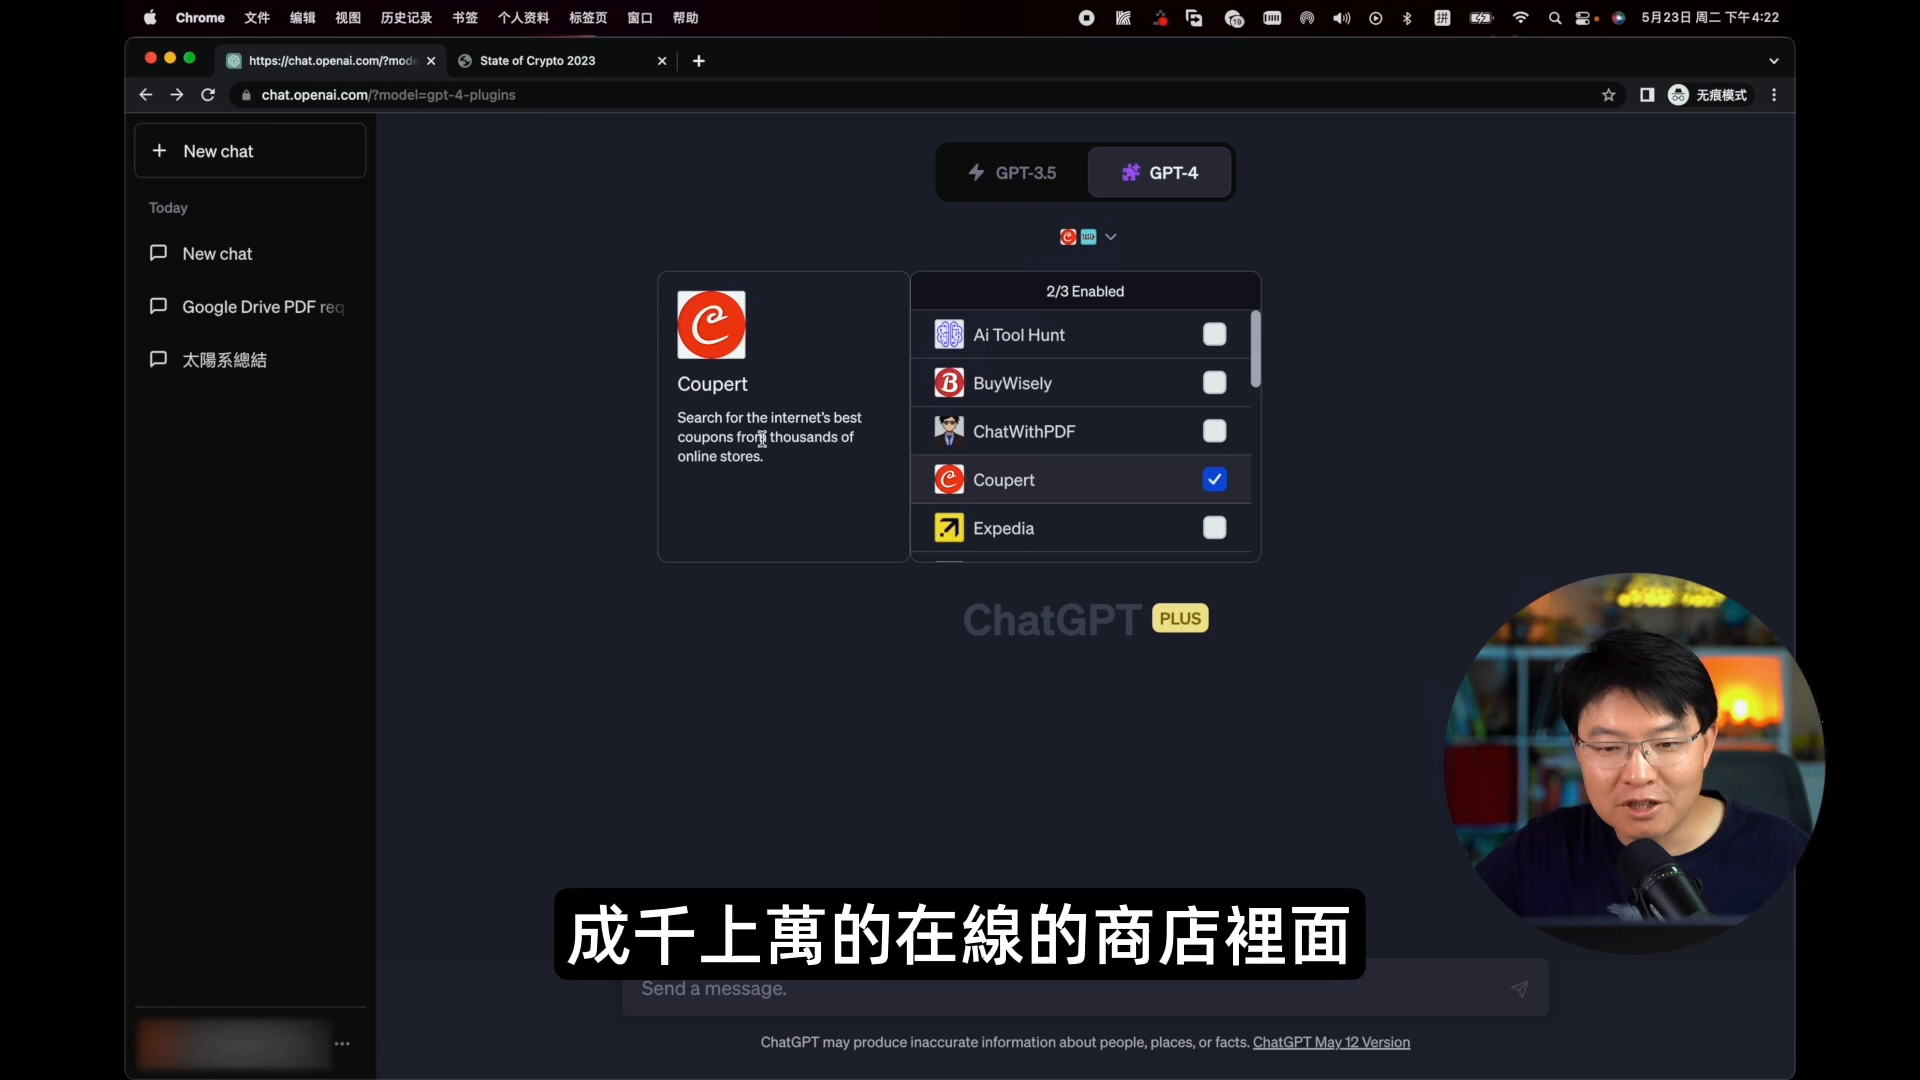 Chrome 文件 编辑 视图 历史记录 书签 个人资料 标签页 窗口 帮助 19 拼 5月23日 周二 下午4:22
https://chat.openai.com/?mode State of Crypto 2023
chat.openai.com/?model=gpt-4-plugins 无痕模式
New chat
Today
New chat
Google Drive PDF req
太陽系總結
GPT-3.5 GPT-4
Coupert
Search for the internet's best
coupons from thousands of
online stores.
2/3 Enabled
Ai Tool Hunt
BuyWisely
ChatWithPDF
Coupert
Expedia
ChatGPT PLUS
成千上萬的在線的商店裡面
Send a message.
ChatGPT may produce inaccurate information about people, places, or facts. ChatGPT May 12 Version